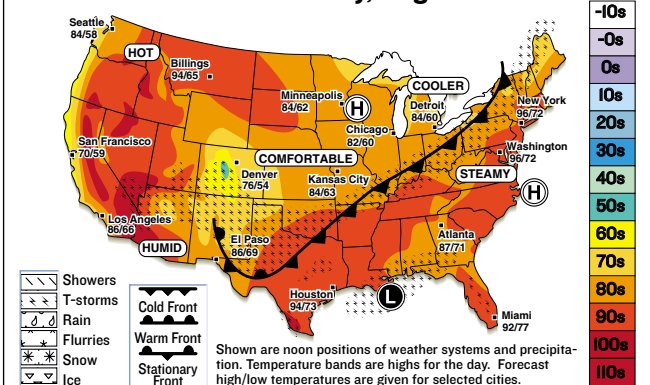 Seattle
84/58
HOT
Billings
94/65
Minneapolis
84/62
H
COOLER
Detroit
84/60
New York
96/72
Chicago
82/60
San Francisco
70/59
Denver
76/54
COMFORTABLE
Kansas City
84/63
Washington
96/72
STEAMY
H
Los Angeles
86/66
HUMID
El Paso
86/69
Atlanta
87/71
Houston
94/73
L
Miami
92/77
Showers
T-storms
Rain
Flurries
Snow
Ice
Cold Front
Warm Front
Stationary
Front
Shown are noon positions of weather systems and precipita-
tion. Temperature bands are highs for the day. Forecast
high/low temperatures are given for selected cities.
-10s
-0s
0s
10s
20s
30s
40s
50s
60s
70s
80s
90s
100s
110s